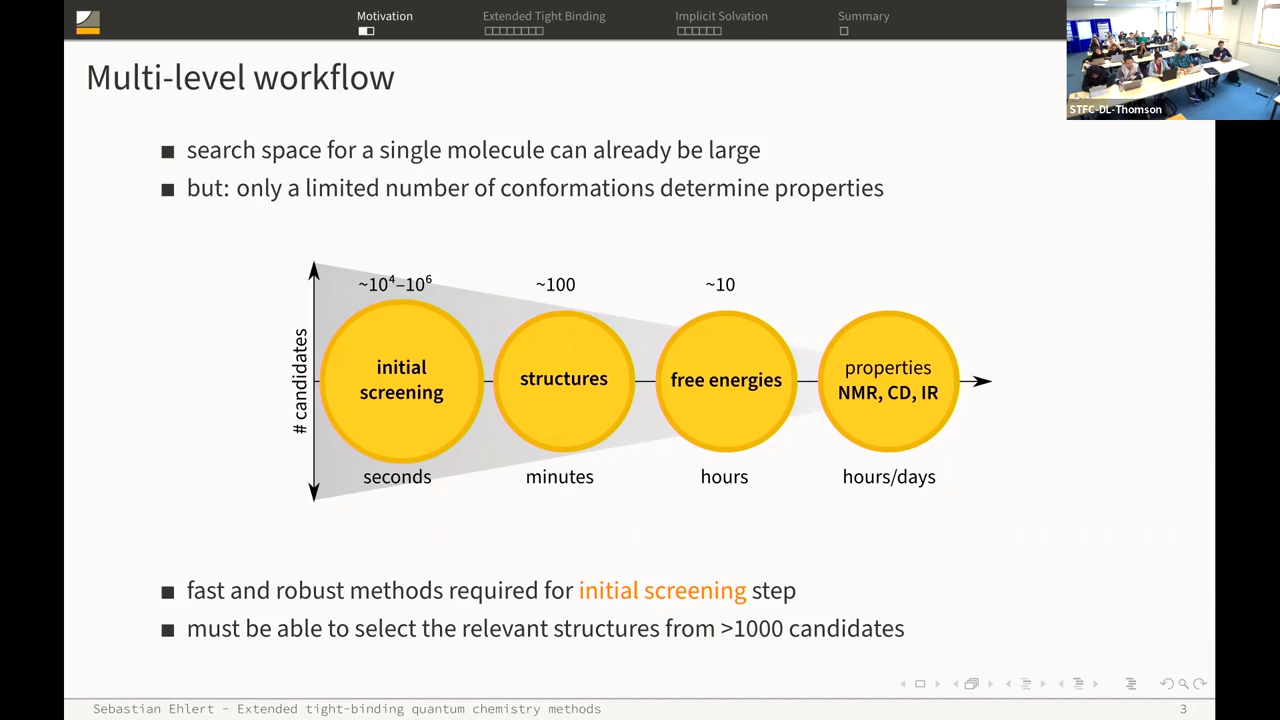 Motivation
Extended Tight Binding
Implicit Solvation
Summary
STFC-DL-Thomson
Multi-level workflow
search space for a single molecule can already be large
but: only a limited number of conformations determine properties
~10⁴–10⁶
~100
~10
# candidates
initial
screening
structures
free energies
properties
NMR, CD, IR
seconds
minutes
hours
hours/days
fast and robust methods required for initial screening step
must be able to select the relevant structures from >1000 candidates
Sebastian Ehlert – Extended tight-binding quantum chemistry methods
3